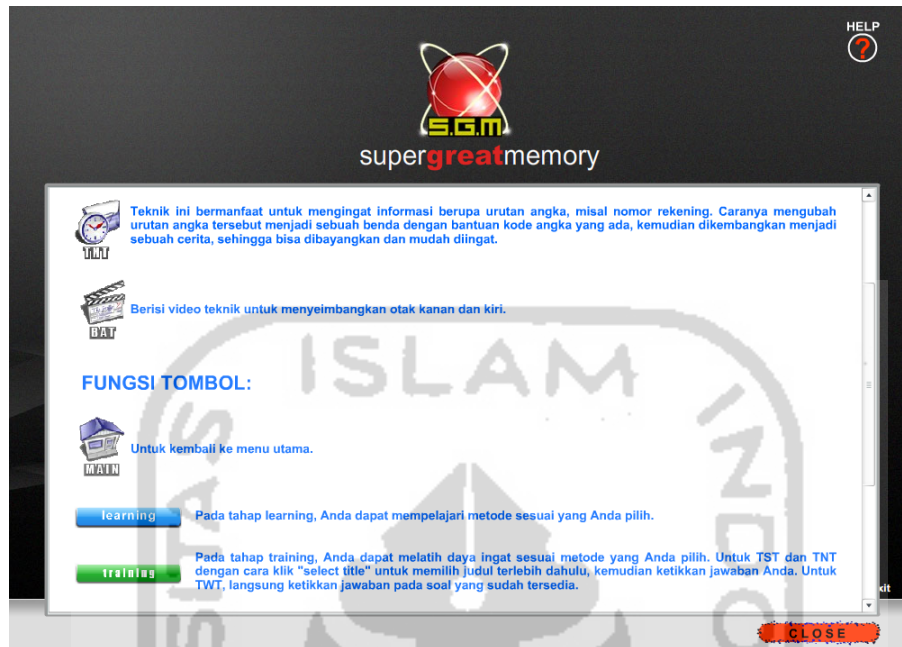 HELP
?
S.G.M
supergreatmemory
Teknik ini bermanfaat untuk mengingat informasi berupa urutan angka, misal nomor rekening. Caranya mengubah
urutan angka tersebut menjadi sebuah benda dengan bantuan kode angka yang ada, kemudian dikembangkan menjadi
sebuah cerita, sehingga bisa dibayangkan dan mudah diingat.
TNT
Berisi video teknik untuk menyeimbangkan otak kanan dan kiri.
BAT
FUNGSI TOMBOL:
Untuk kembali ke menu utama.
MAIN
learning
Pada tahap learning, Anda dapat mempelajari metode sesuai yang Anda pilih.
training
Pada tahap training, Anda dapat melatih daya ingat sesuai metode yang Anda pilih. Untuk TST dan TNT
dengan cara klik "select title" untuk memilih judul terlebih dahulu, kemudian ketikkan jawaban Anda. Untuk
TWT, langsung ketikkan jawaban pada soal yang sudah tersedia.
CLOSE
ISLAM